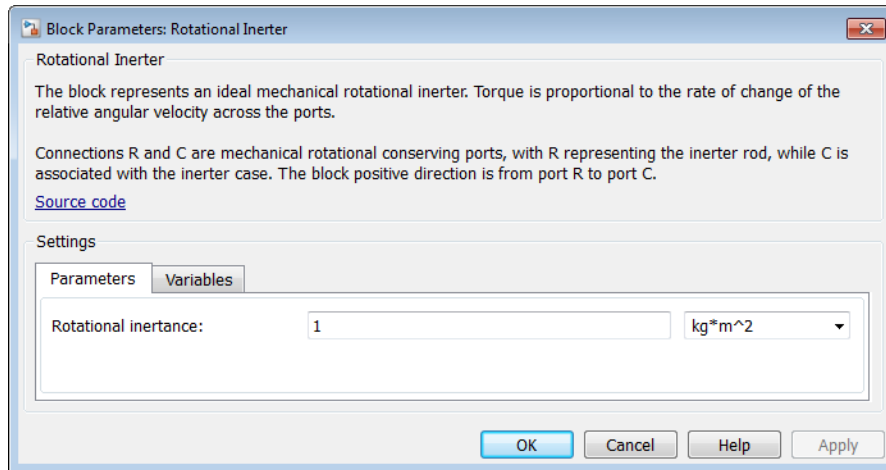 Block Parameters: Rotational Inerter
Rotational Inerter
The block represents an ideal mechanical rotational inerter. Torque is proportional to the rate of change of the
relative angular velocity across the ports.
Connections R and C are mechanical rotational conserving ports, with R representing the inerter rod, while C is
associated with the inerter case. The block positive direction is from port R to port C.
Source code
Settings
Parameters Variables
Rotational inertance: 1 kg*m^2
OK Cancel Help Apply